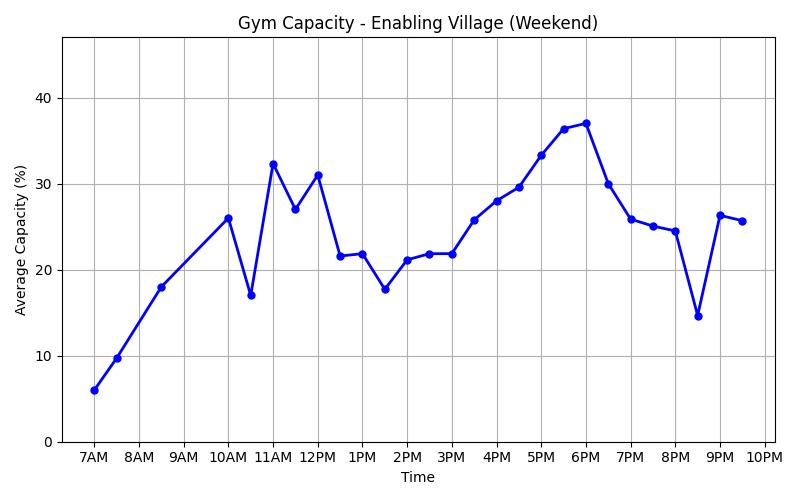 Gym Capacity - Enabling Village (Weekend)
Average Capacity (%)
40
30
20
10
0
7AM 8AM 9AM 10AM 11AM 12PM 1PM 2PM 3PM 4PM 5PM 6PM 7PM 8PM 9PM 10PM
Time